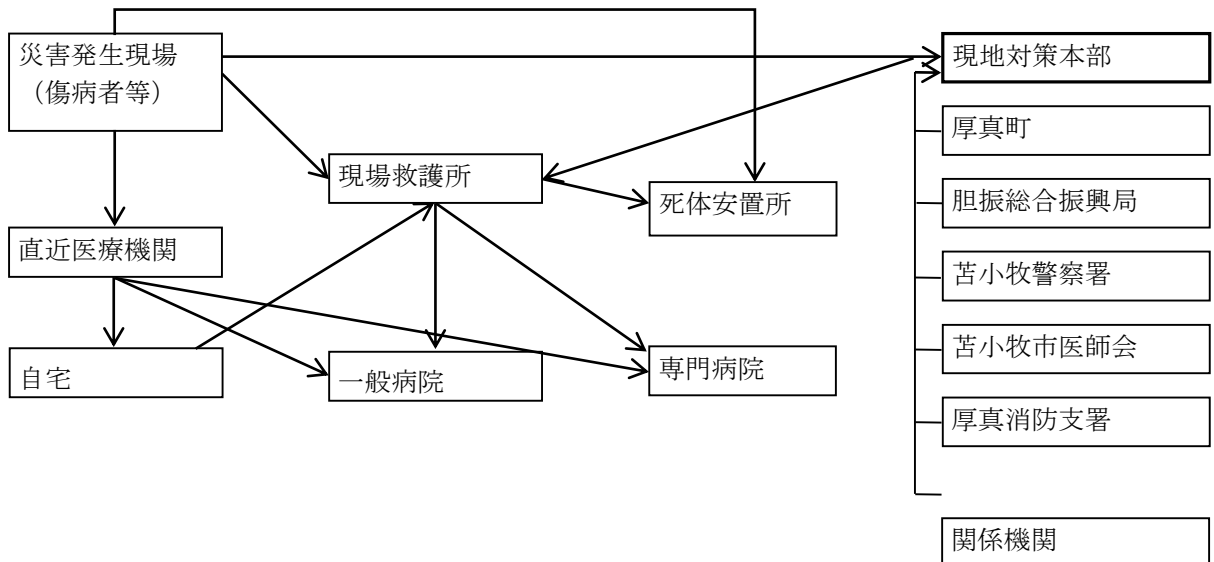 災害発生現場
（傷病者等）
現地対策本部
厚真町
現場救護所
死体安置所
胆振総合振興局
直近医療機関
苫小牧警察署
自宅
一般病院
専門病院
苫小牧市医師会
厚真消防支署
関係機関